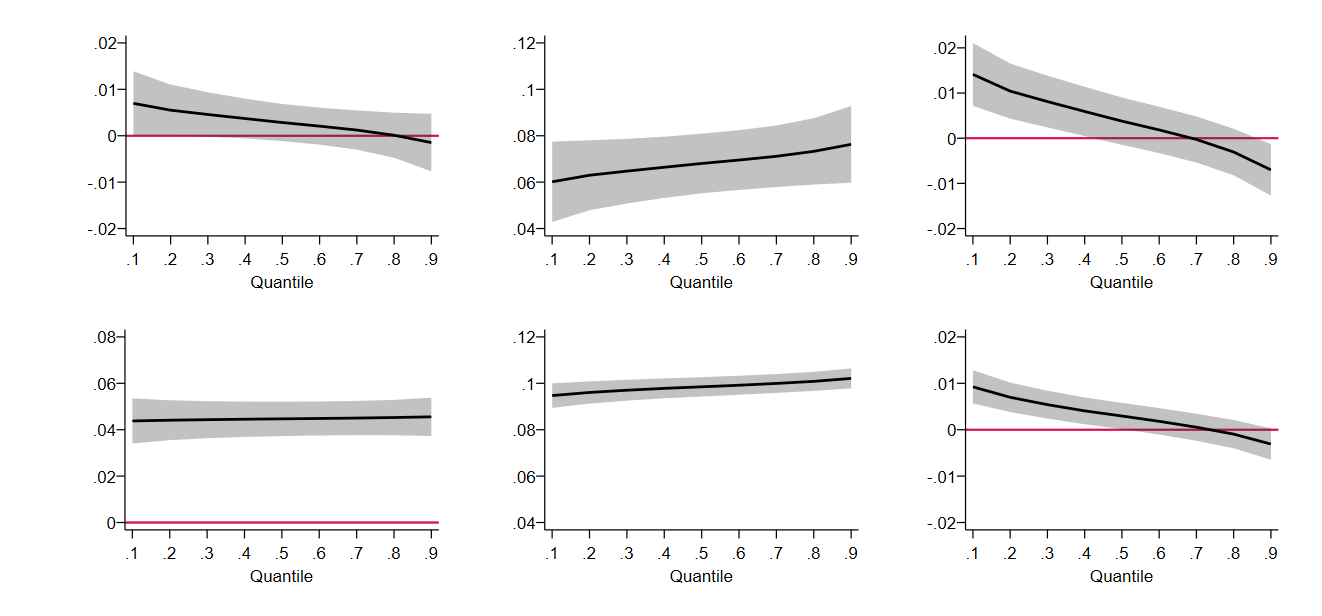 .02 .12 .02
.01 .1 .01
0 .08 0
-.01 .06 -.01
-.02 .04 -.02
.1 .2 .3 .4 .5 .6 .7 .8 .9 .1 .2 .3 .4 .5 .6 .7 .8 .9 .1 .2 .3 .4 .5 .6 .7 .8 .9
Quantile Quantile Quantile
.08 .12 .02
.06 .1 .01
.04 .08 0
.02 .06 -.01
0 .04 -.02
.1 .2 .3 .4 .5 .6 .7 .8 .9 .1 .2 .3 .4 .5 .6 .7 .8 .9 .1 .2 .3 .4 .5 .6 .7 .8 .9
Quantile Quantile Quantile